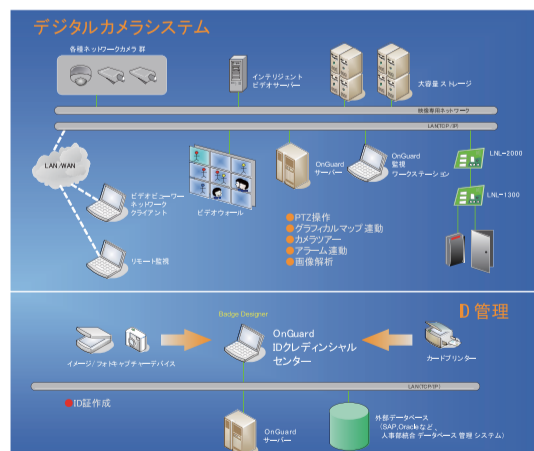 デジタルカメラシステム
各種ネットワークカメラ群
インテリジェント
ビデオサーバー
大容量ストレージ
映像専用ネットワーク
LAN(TCP/IP)
LAN/WAN
ビデオビューワー
ネットワーク
クライアント
リモート監視
ビデオウォール
OnGuard
サーバー
OnGuard
監視
ワークステーション
LNL-2000
LNL-1300
●PTZ操作
●グラフィカルマップ連動
●カメラツアー
●アラーム連動
●画像解析
ID管理
Badge Designer
OnGuard
IDクレディンシャル
センター
イメージ/フォトキャプチャーデバイス
カードプリンター
LAN(TCP/IP)
●ID証作成
OnGuard
サーバー
外部データベース
(SAP,Oracleなど、
人事部統合データベース管理システム)